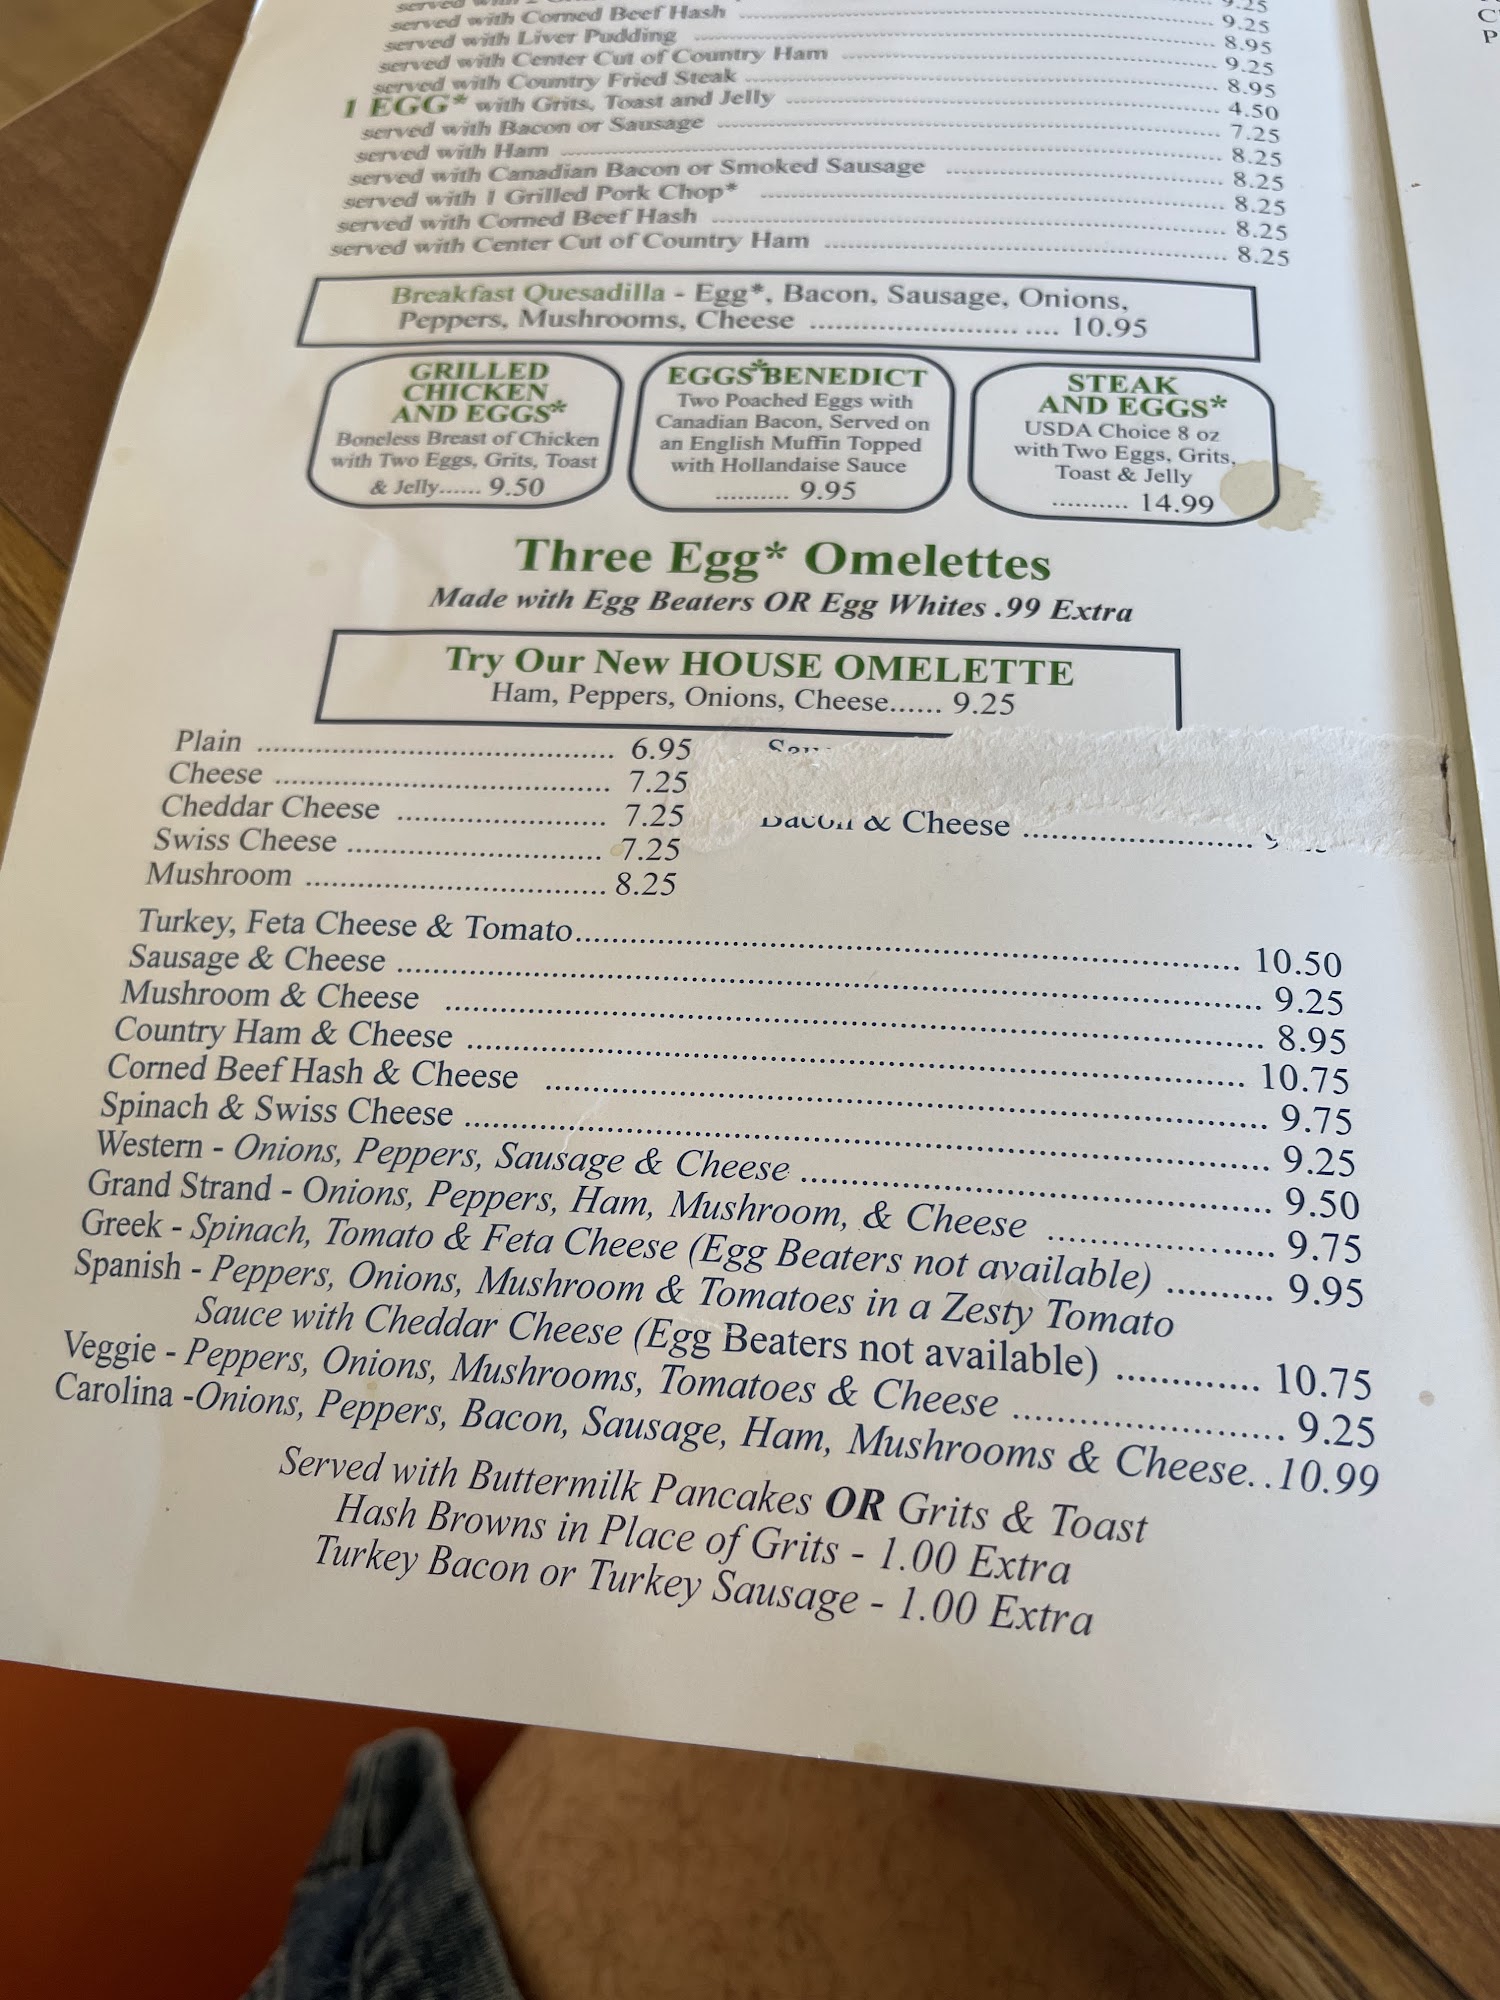 9.25
served with Corned Beef Hash 9.25
served with Liver Pudding 8.95
served with Center Cut of Country Ham 9.25
served with Country Fried Steak 8.95
1 EGG* with Grits, Toast and Jelly 4.50
served with Bacon or Sausage 7.25
served with Ham 8.25
served with Canadian Bacon or Smoked Sausage 8.25
served with 1 Grilled Pork Chop* 8.25
served with Corned Beef Hash 8.25
served with Center Cut of Country Ham 8.25
Breakfast Quesadilla - Egg*, Bacon, Sausage, Onions,
Peppers, Mushrooms, Cheese 10.95
GRILLED
CHICKEN
AND EGGS*
Boneless Breast of Chicken
with Two Eggs, Grits, Toast
& Jelly...... 9.50
EGGS*BENEDICT
Two Poached Eggs with
Canadian Bacon, Served on
an English Muffin Topped
with Hollandaise Sauce
.......... 9.95
STEAK
AND EGGS*
USDA Choice 8 oz
with Two Eggs, Grits,
Toast & Jelly
.......... 14.99
Three Egg* Omelettes
Made with Egg Beaters OR Egg Whites .99 Extra
Try Our New HOUSE OMELETTE
Ham, Peppers, Onions, Cheese...... 9.25
Plain 6.95
Cheese 7.25
Cheddar Cheese 7.25
Swiss Cheese 7.25
Mushroom 8.25
Bacon & Cheese
Turkey, Feta Cheese & Tomato 10.50
Sausage & Cheese 9.25
Mushroom & Cheese 8.95
Country Ham & Cheese 10.75
Corned Beef Hash & Cheese 9.75
Spinach & Swiss Cheese 9.25
Western - Onions, Peppers, Sausage & Cheese 9.50
Grand Strand - Onions, Peppers, Ham, Mushroom, & Cheese 9.75
Greek - Spinach, Tomato & Feta Cheese (Egg Beaters not available) 9.95
Spanish - Peppers, Onions, Mushroom & Tomatoes in a Zesty Tomato
Sauce with Cheddar Cheese (Egg Beaters not available) 10.75
Veggie - Peppers, Onions, Mushrooms, Tomatoes & Cheese 9.25
Carolina -Onions, Peppers, Bacon, Sausage, Ham, Mushrooms & Cheese. .10.99
Served with Buttermilk Pancakes OR Grits & Toast
Hash Browns in Place of Grits - 1.00 Extra
Turkey Bacon or Turkey Sausage - 1.00 Extra